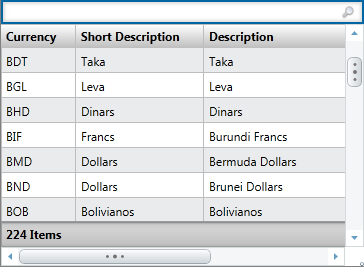 Currency Short Description Description
BDT Taka Taka
BGL Leva Leva
BHD Dinars Dinars
BIF Francs Burundi Francs
BMD Dollars Bermuda Dollars
BND Dollars Brunei Dollars
BOB Bolivianos Bolivianos
224 Items